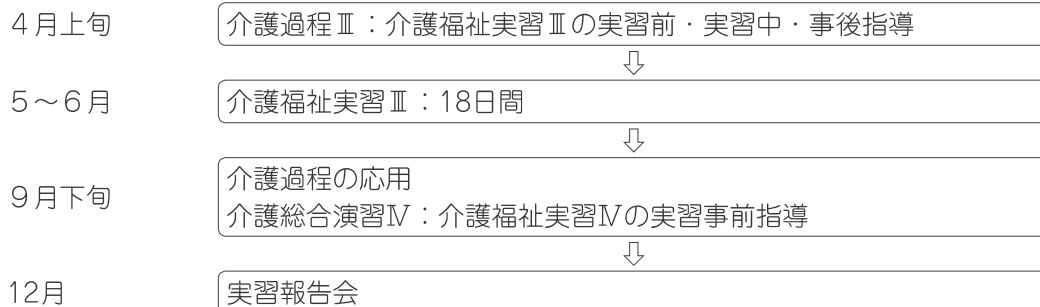 4月上旬
介護過程Ⅲ：介護福祉実習Ⅲの実習前・実習中・事後指導
5～6月
介護福祉実習Ⅲ：18日間
9月下旬
介護過程の応用
介護総合演習Ⅳ：介護福祉実習Ⅳの実習事前指導
12月
実習報告会